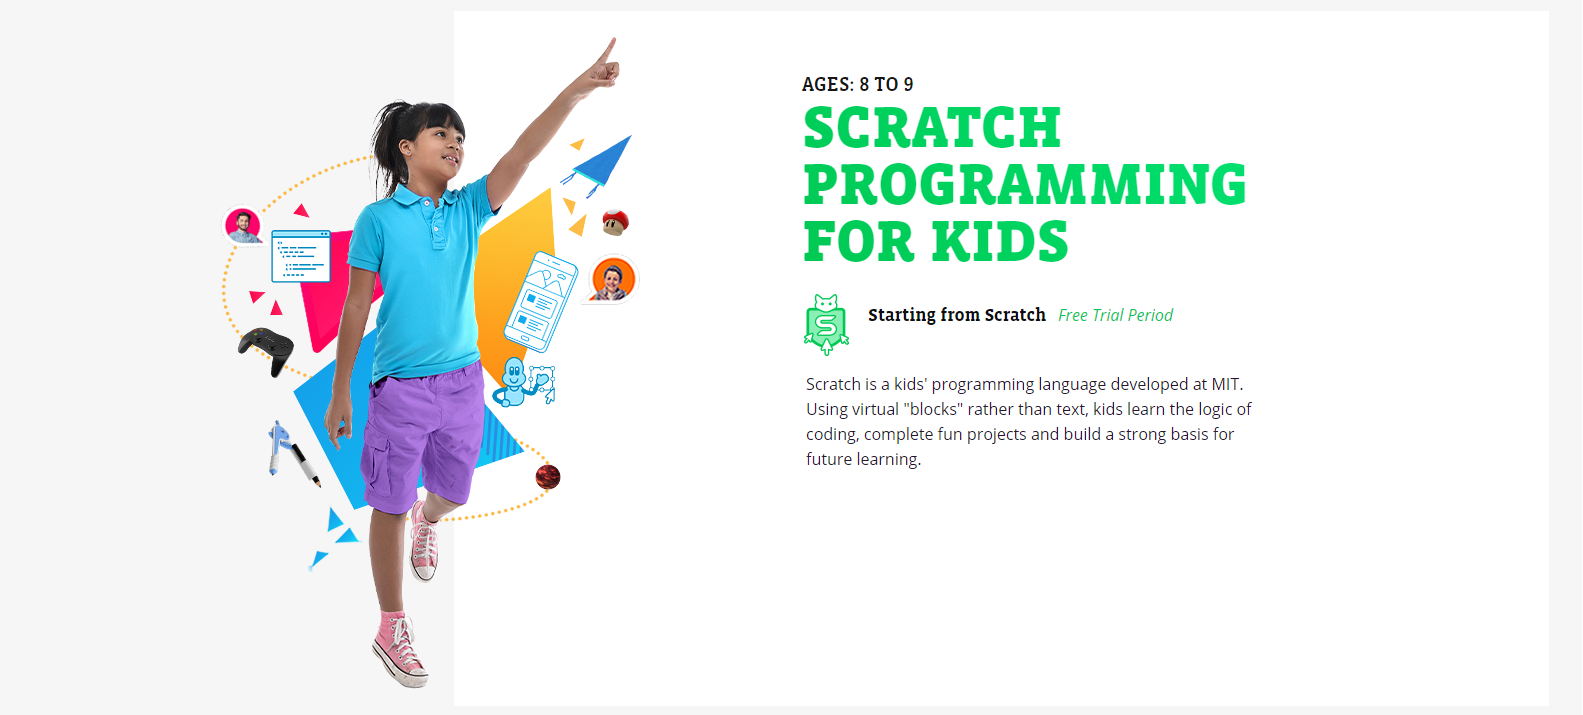 AGES: 8 TO 9
SCRATCH
PROGRAMMING
FOR KIDS
S
Starting from Scratch Free Trial Period
Scratch is a kids' programming language developed at MIT.
Using virtual "blocks" rather than text, kids learn the logic of
coding, complete fun projects and build a strong basis for
future learning.